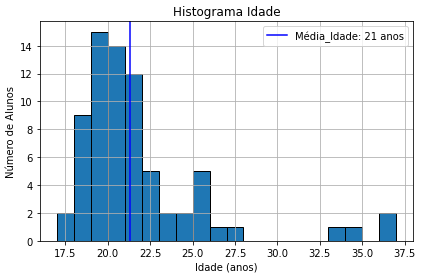 Histograma Idade
Média_Idade: 21 anos
Número de Alunos
14
12
10
8
6
4
2
0
17.5 20.0 22.5 25.0 27.5 30.0 32.5 35.0 37.5
Idade (anos)